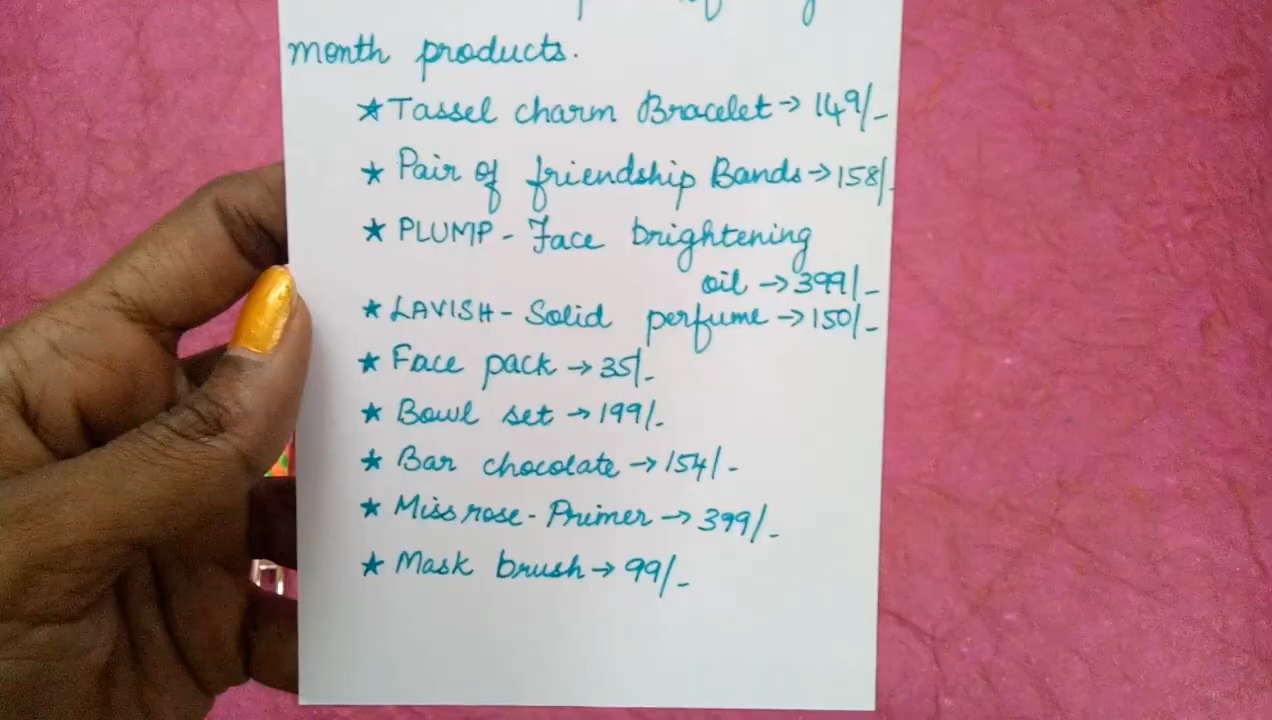 month products.
★ Tassel charm Bracelet → 149/-
★ Pair of friendship Bands → 158/-
★ PLUMP - Face brightening
oil → 399/-
★ LAVISH - Solid perfume → 150/-
★ Face pack → 35/-
★ Bowl set → 199/-
★ Bar chocolate → 154/-
★ Miss rose - Primer → 399/-
★ Mask brush → 99/-